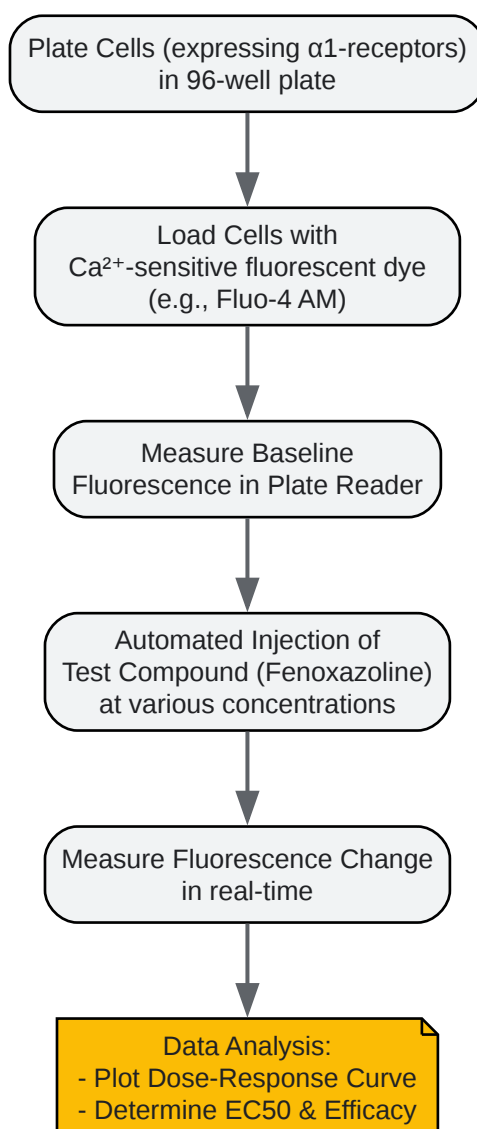 Plate Cells (expressing α1-receptors)
in 96-well plate
Load Cells with
Ca²⁺-sensitive fluorescent dye
(e.g., Fluo-4 AM)
Measure Baseline
Fluorescence in Plate Reader
Automated Injection of
Test Compound (Fenoxazoline)
at various concentrations
Measure Fluorescence Change
in real-time
Data Analysis:
- Plot Dose-Response Curve
- Determine EC50 & Efficacy